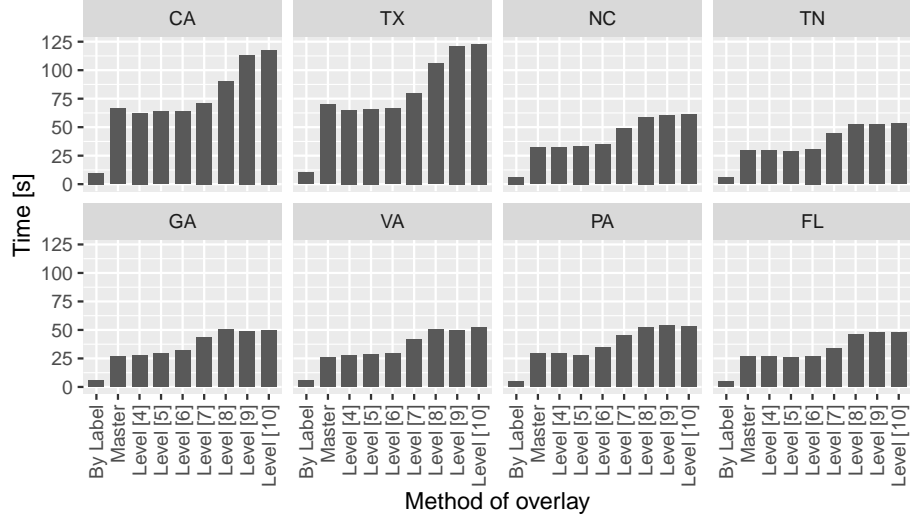 CA TX NC TN
125
100
75
50
25
0
GA VA PA FL
125
100
75
50
25
0
Time [s]
By Label Master Level [4] Level [5] Level [6] Level [7] Level [8] Level [9] Level [10]
By Label Master Level [4] Level [5] Level [6] Level [7] Level [8] Level [9] Level [10]
By Label Master Level [4] Level [5] Level [6] Level [7] Level [8] Level [9] Level [10]
By Label Master Level [4] Level [5] Level [6] Level [7] Level [8] Level [9] Level [10]
Method of overlay